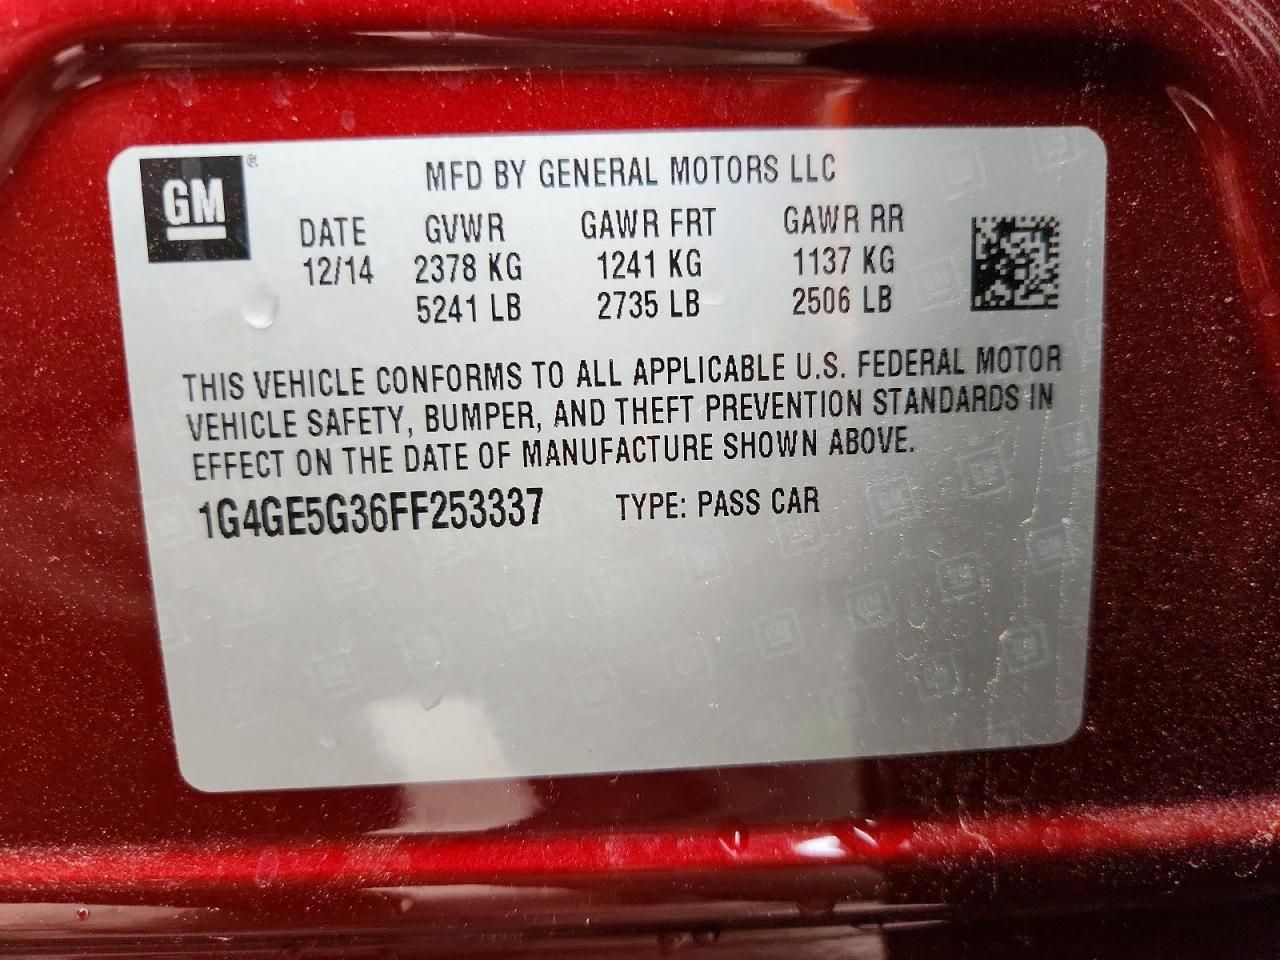 GM®
MFD BY GENERAL MOTORS LLC
DATE GVWR GAWR FRT GAWR RR
12/14 2378 KG 1241 KG 1137 KG
5241 LB 2735 LB 2506 LB
THIS VEHICLE CONFORMS TO ALL APPLICABLE U.S. FEDERAL MOTOR
VEHICLE SAFETY, BUMPER, AND THEFT PREVENTION STANDARDS IN
EFFECT ON THE DATE OF MANUFACTURE SHOWN ABOVE.
1G4GE5G36FF253337 TYPE: PASS CAR